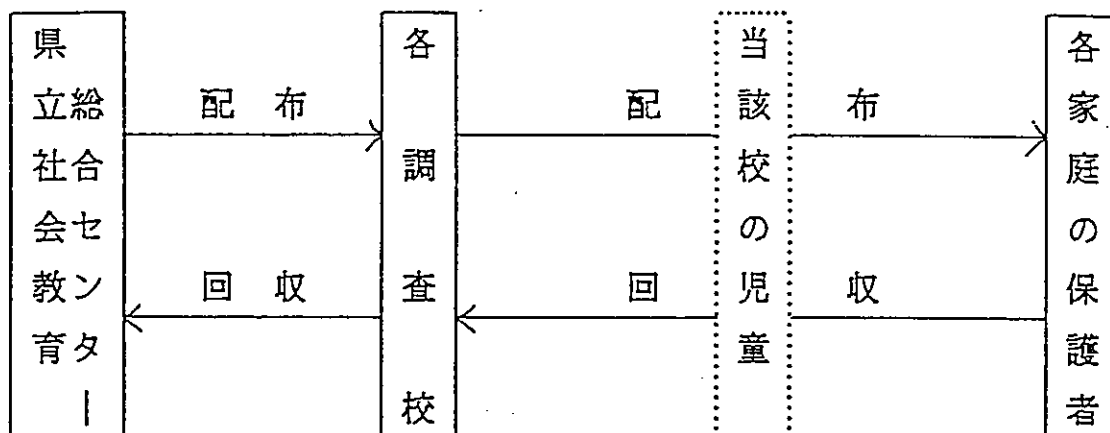 県立社会教育
給合センター
配布
回収
各調査校
配布
回収
当該校の児童
各家庭の保護者